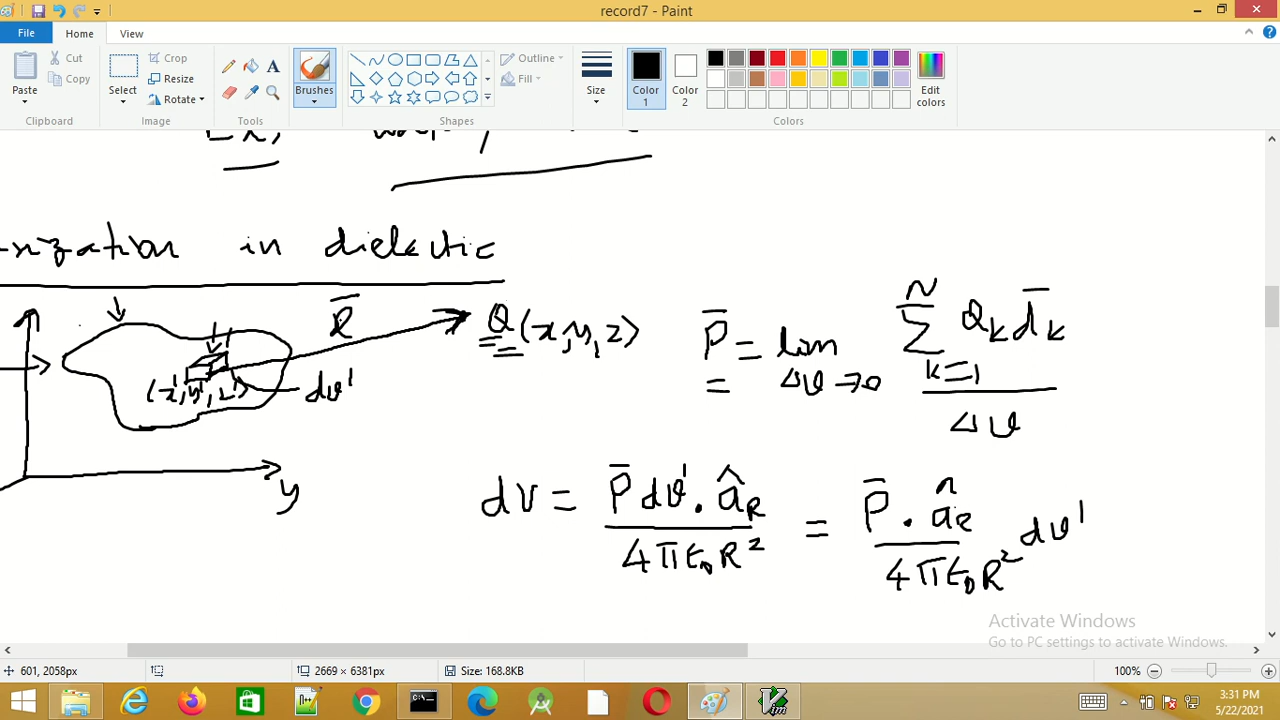 record7 - Paint
File Home View
Cut
Copy
Paste
Clipboard
Crop
Resize
Rotate
Select
Image
A
Tools
Brushes
Outline
Fill
Shapes
Size
Color 1
Color 2
Edit colors
Colors
Ex,
nization in dielectric
R̅
Q(x,y,z)
(x',y',z')
dv'
y
P̅ = lim Δv→0 Σ k=1 N Q_k d̅_k / Δv
=
dV = P̅ dv' . â_R / 4πε₀R² = P̅ . â_R / 4πε₀R² dv'
Activate Windows
Go to PC settings to activate Windows.
601, 2058px 2669 × 6381px Size: 168.8KB 100%
3:31 PM
5/22/2021